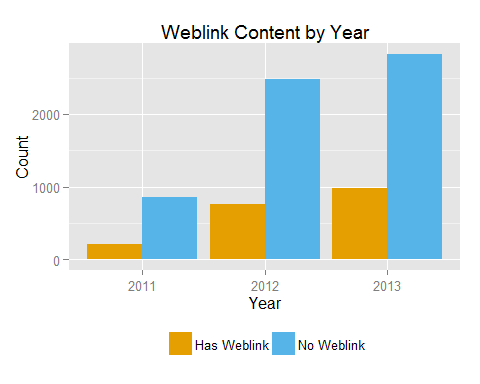 Weblink Content by Year
Count
2000
1000
0
2011 2012 2013
Year
Has Weblink No Weblink